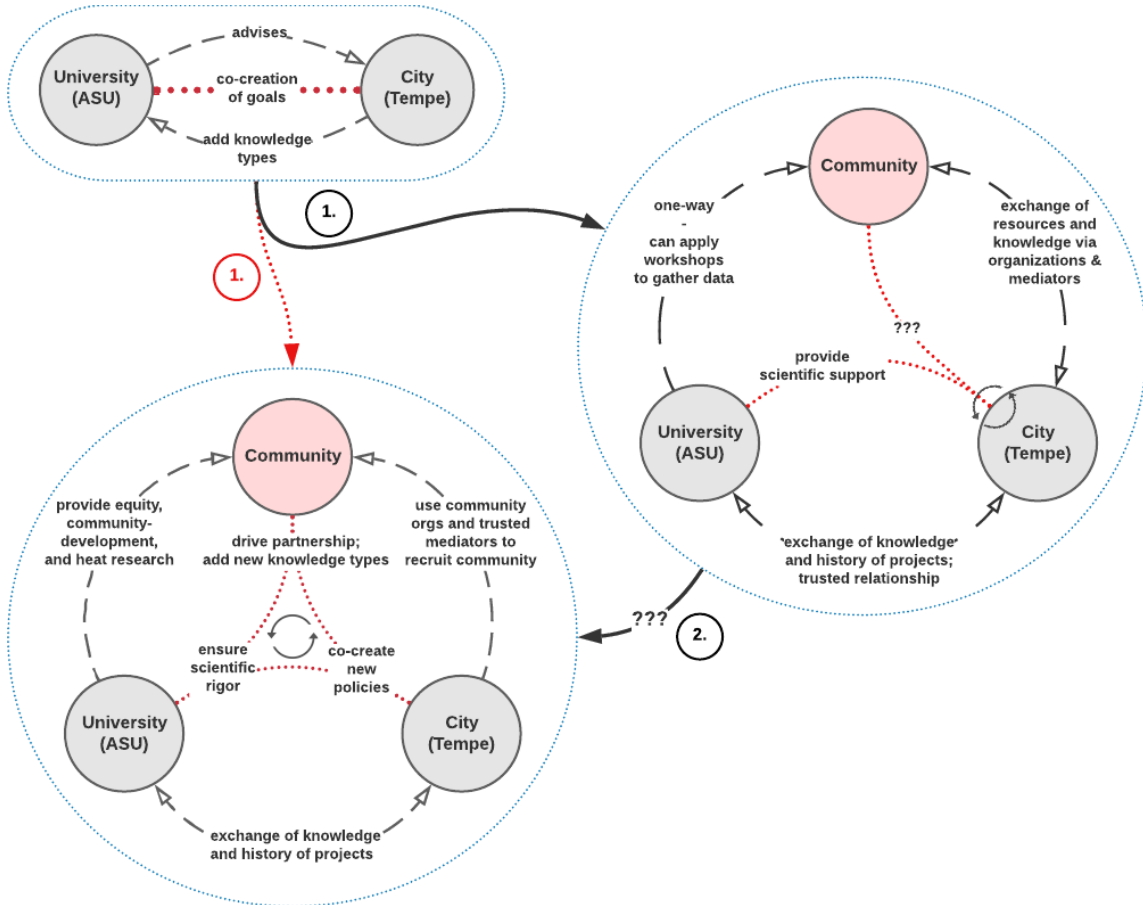 advises
University
(ASU)
co-creation
of goals
City
(Tempe)
add knowledge
types
1.
1.
Community
one-way
-
can apply
workshops
to gather data
exchange of
resources and
knowledge via
organizations &
mediators
???
provide
scientific support
University
(ASU)
City
(Tempe)
exchange of knowledge
and history of projects;
trusted relationship
???
2.
Community
provide equity,
community-
development,
and heat research
drive partnership;
add new knowledge types
use community
orgs and trusted
mediators to
recruit community
ensure
scientific
rigor
co-create
new
policies
University
(ASU)
City
(Tempe)
exchange of knowledge
and history of projects